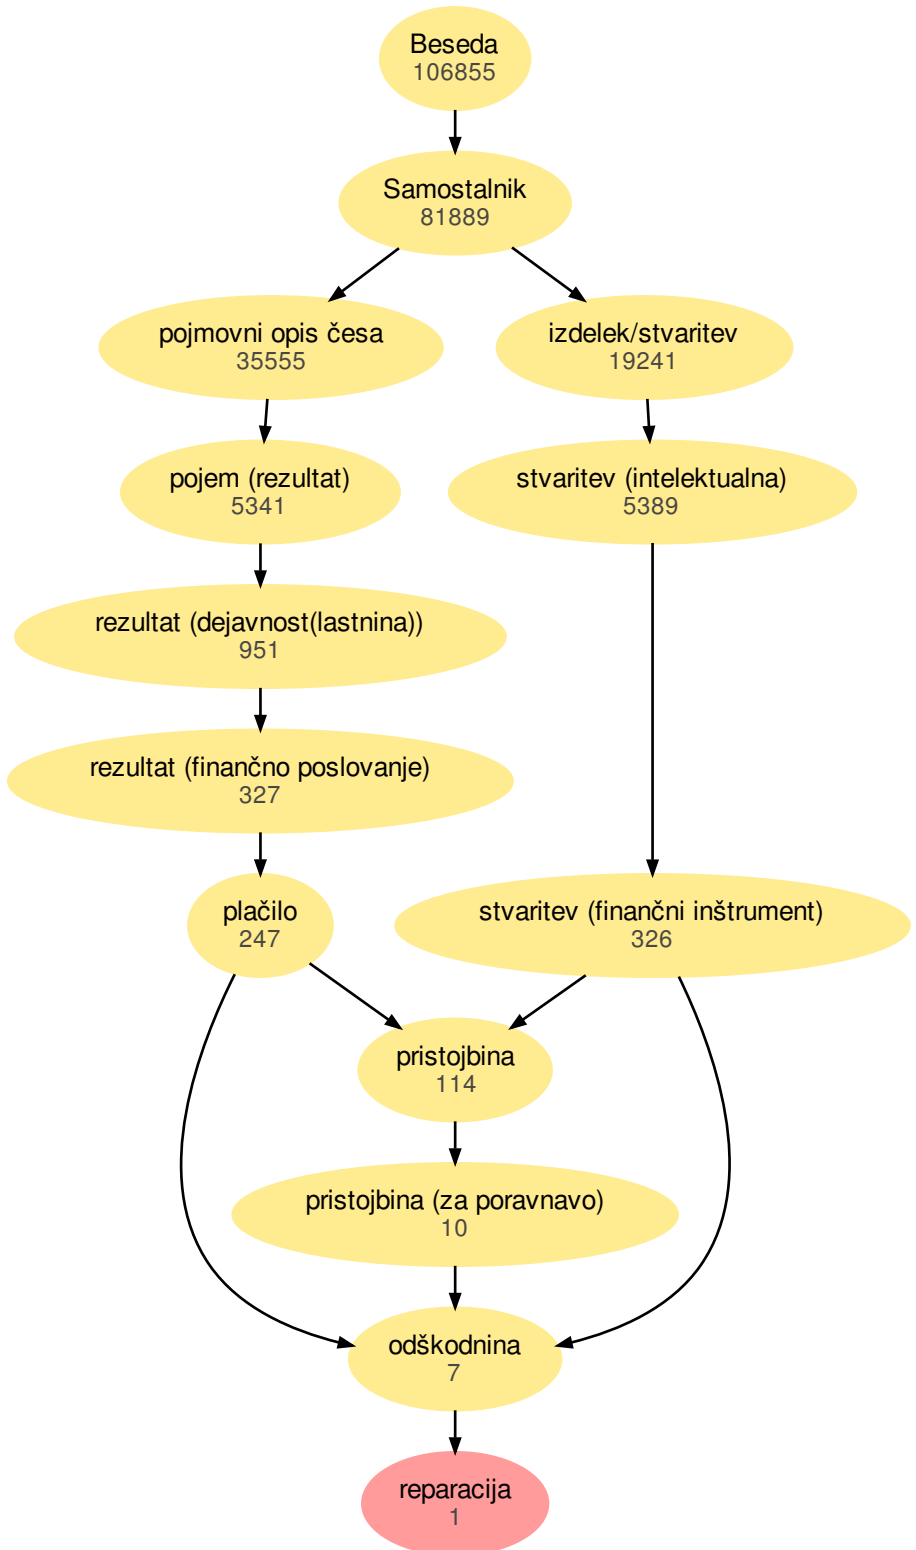 Beseda
106855
Samostalnik
81889
pojmovni opis česa
35555
izdelek/stvaritev
19241
pojem (rezultat)
5341
stvaritev (intelektualna)
5389
rezultat (dejavnost(lastnina))
951
rezultat (finančno poslovanje)
327
plačilo
247
stvaritev (finančni inštrument)
326
pristojbina
114
pristojbina (za poravnavo)
10
odškodnina
7
reparacija
1